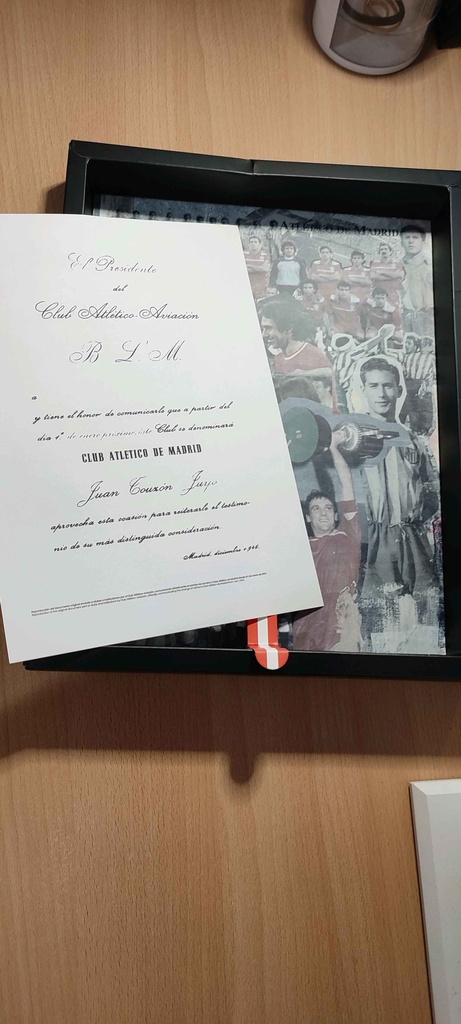 ATLÉTICO DE MADRID
El Presidente
del
Club Atlético-Aviación
B L. M.
a
y tiene el honor de comunicarle que a partir del
día 1º de enero próximo, este Club se denominará
CLUB ATLETICO DE MADRID
Juan Touzón Jurjo
aprovecha esta ocasión para reiterarle el testimo-
nio de su más distinguida consideración.
Madrid, diciembre 1946.